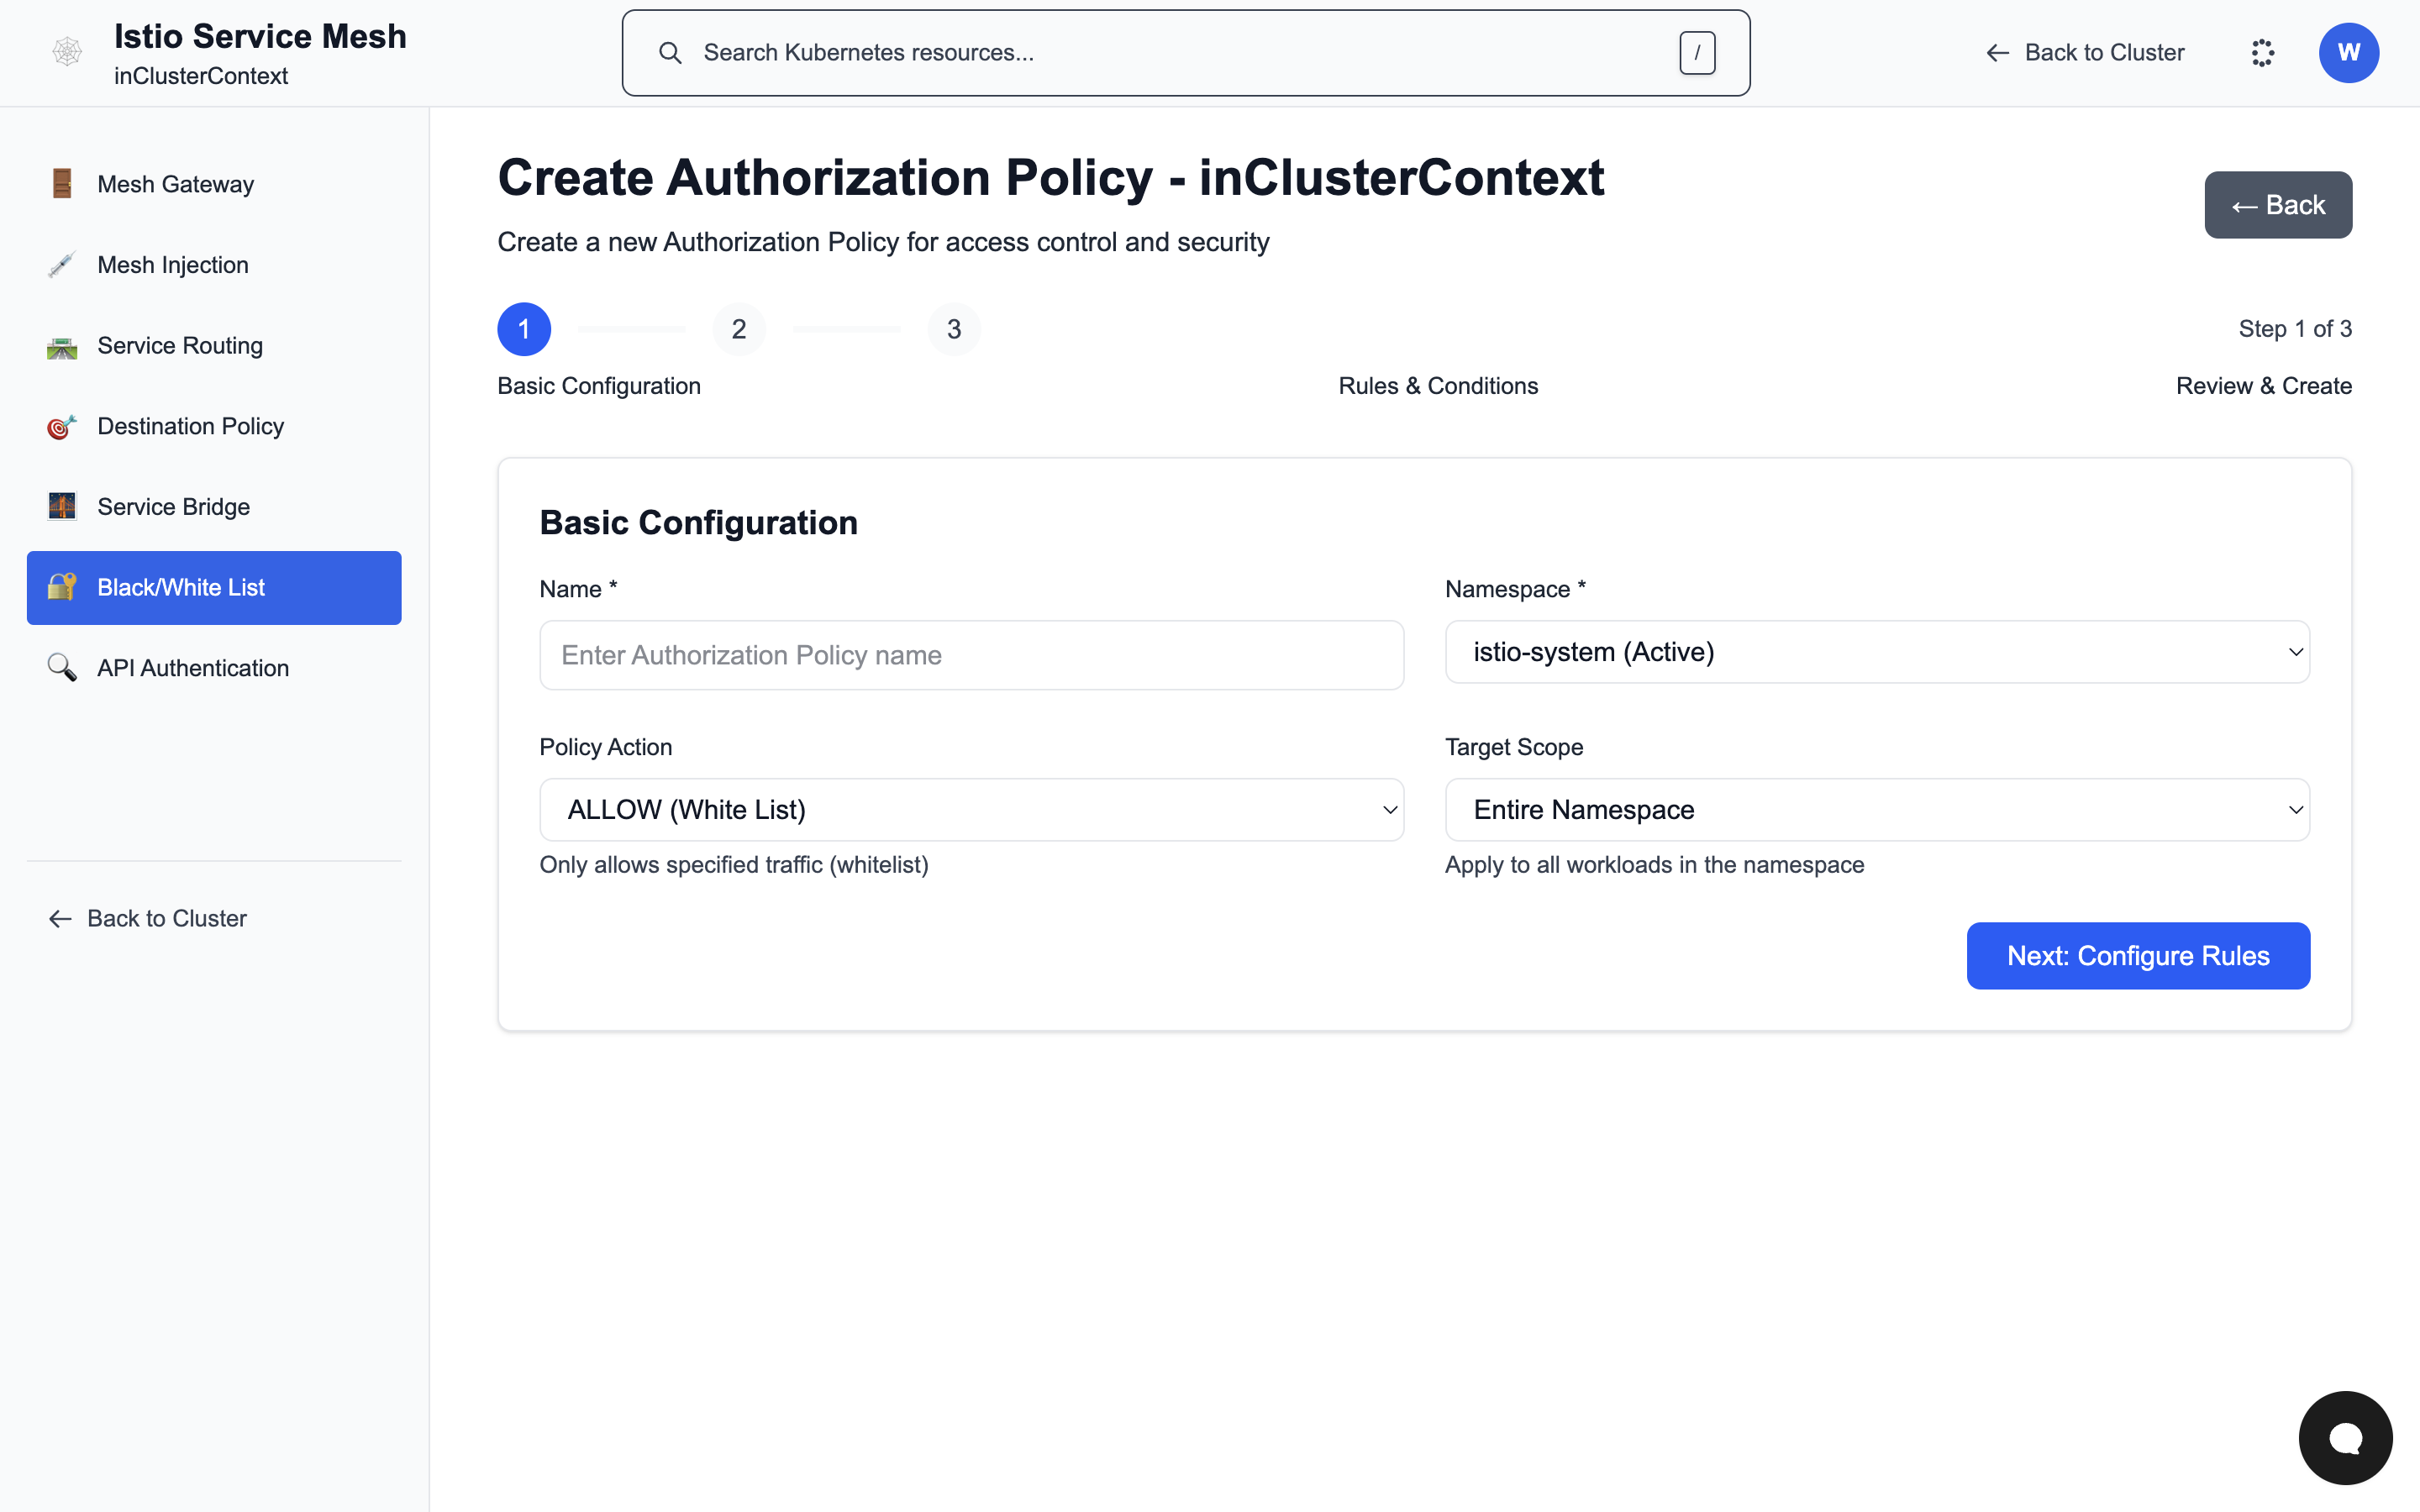 Istio Service Mesh
inClusterContext
Search Kubernetes resources...
/
Back to Cluster
W
Mesh Gateway
Mesh Injection
Service Routing
Destination Policy
Service Bridge
Black/White List
API Authentication
Back to Cluster
Create Authorization Policy - inClusterContext
Create a new Authorization Policy for access control and security
← Back
1
2
3
Step 1 of 3
Basic Configuration
Rules & Conditions
Review & Create
Basic Configuration
Name *
Enter Authorization Policy name
Namespace *
istio-system (Active)
Policy Action
ALLOW (White List)
Only allows specified traffic (whitelist)
Target Scope
Entire Namespace
Apply to all workloads in the namespace
Next: Configure Rules